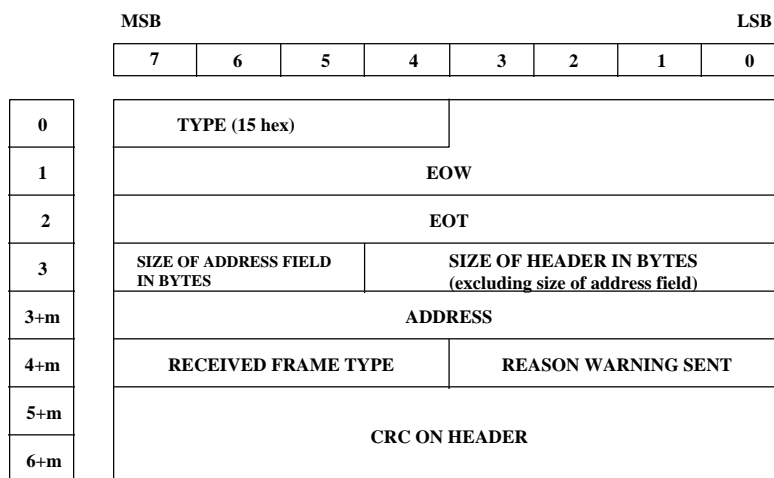 MSB LSB
7 6 5 4 3 2 1 0
0 TYPE (15 hex)
1 EOW
2 EOT
3 SIZE OF ADDRESS FIELD IN BYTES SIZE OF HEADER IN BYTES (excluding size of address field)
3+m ADDRESS
4+m RECEIVED FRAME TYPE REASON WARNING SENT
5+m
CRC ON HEADER
6+m